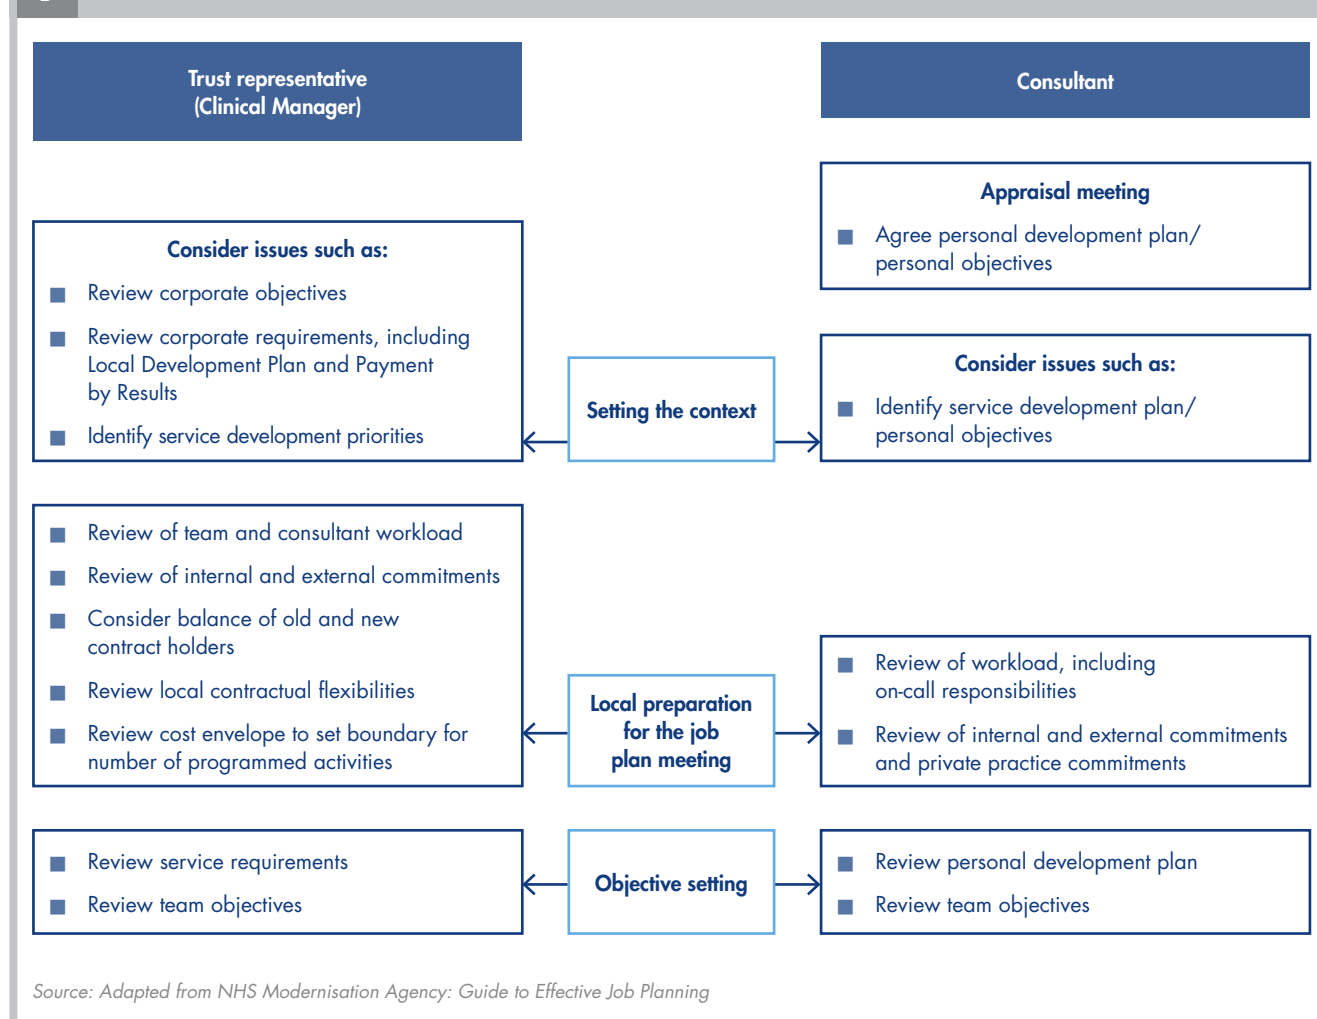 Trust representative
(Clinical Manager)
Consultant
Appraisal meeting
Agree personal development plan/
personal objectives
Consider issues such as:
Review corporate objectives
Review corporate requirements, including
Local Development Plan and Payment
by Results
Identify service development priorities
Setting the context
Consider issues such as:
Identify service development plan/
personal objectives
Review of team and consultant workload
Review of internal and external commitments
Consider balance of old and new
contract holders
Review local contractual flexibilities
Review cost envelope to set boundary for
number of programmed activities
Local preparation
for the job
plan meeting
Review of workload, including
on-call responsibilities
Review of internal and external commitments
and private practice commitments
Review service requirements
Review team objectives
Objective setting
Review personal development plan
Review team objectives
Source: Adapted from NHS Modernisation Agency: Guide to Effective Job Planning